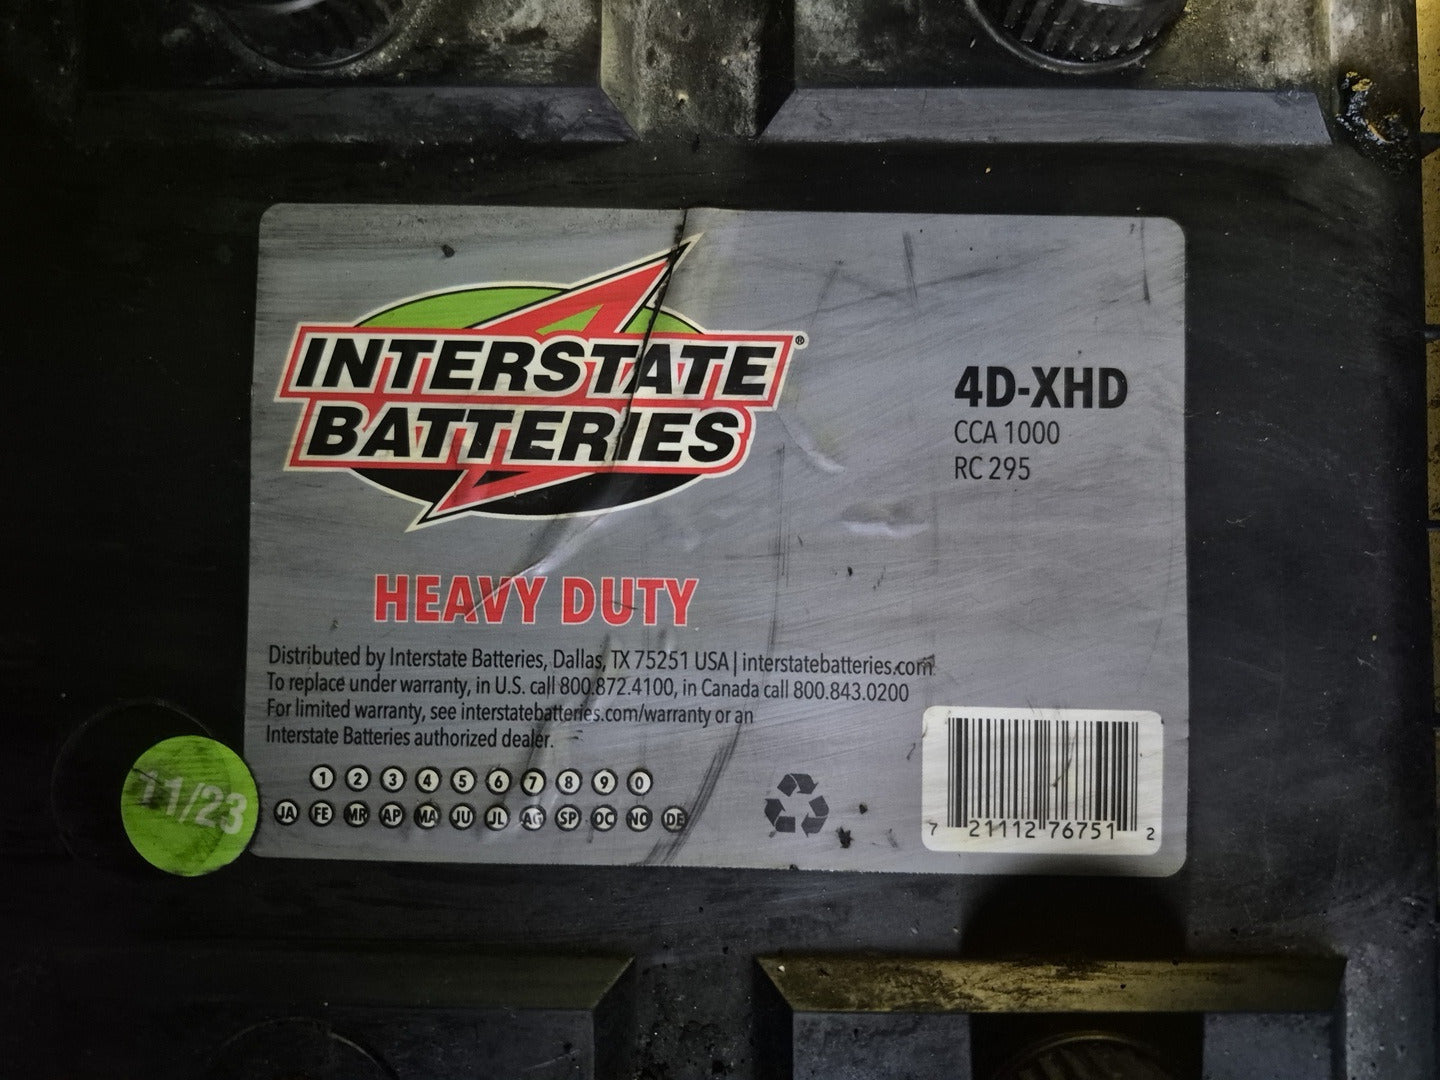 INTERSTATE®
BATTERIES
HEAVY DUTY
4D-XHD
CCA 1000
RC 295
Distributed by Interstate Batteries, Dallas, TX 75251 USA | interstatebatteries.com
To replace under warranty, in U.S. call 800.872.4100, in Canada call 800.843.0200
For limited warranty, see interstatebatteries.com/warranty or an
Interstate Batteries authorized dealer.
1 2 3 4 5 6 7 8 9 0
JA FE MR AP MA JU JL AG SP OC NO DE
11/23
7 21112 76751 2